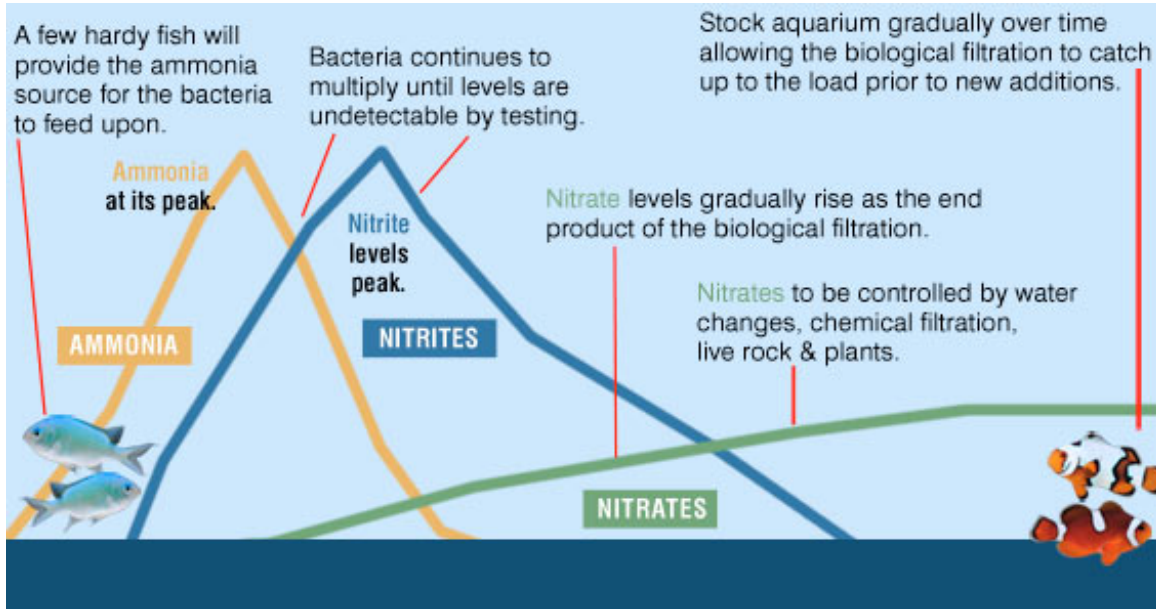 A few hardy fish will
provide the ammonia
source for the bacteria
to feed upon.
Bacteria continues to
multiply until levels are
undetectable by testing.
Stock aquarium gradually over time
allowing the biological filtration to catch
up to the load prior to new additions.
Ammonia
at its peak.
Nitrite
levels
peak.
Nitrate levels gradually rise as the end
product of the biological filtration.
Nitrates to be controlled by water
changes, chemical filtration,
live rock & plants.
AMMONIA
NITRITES
NITRATES